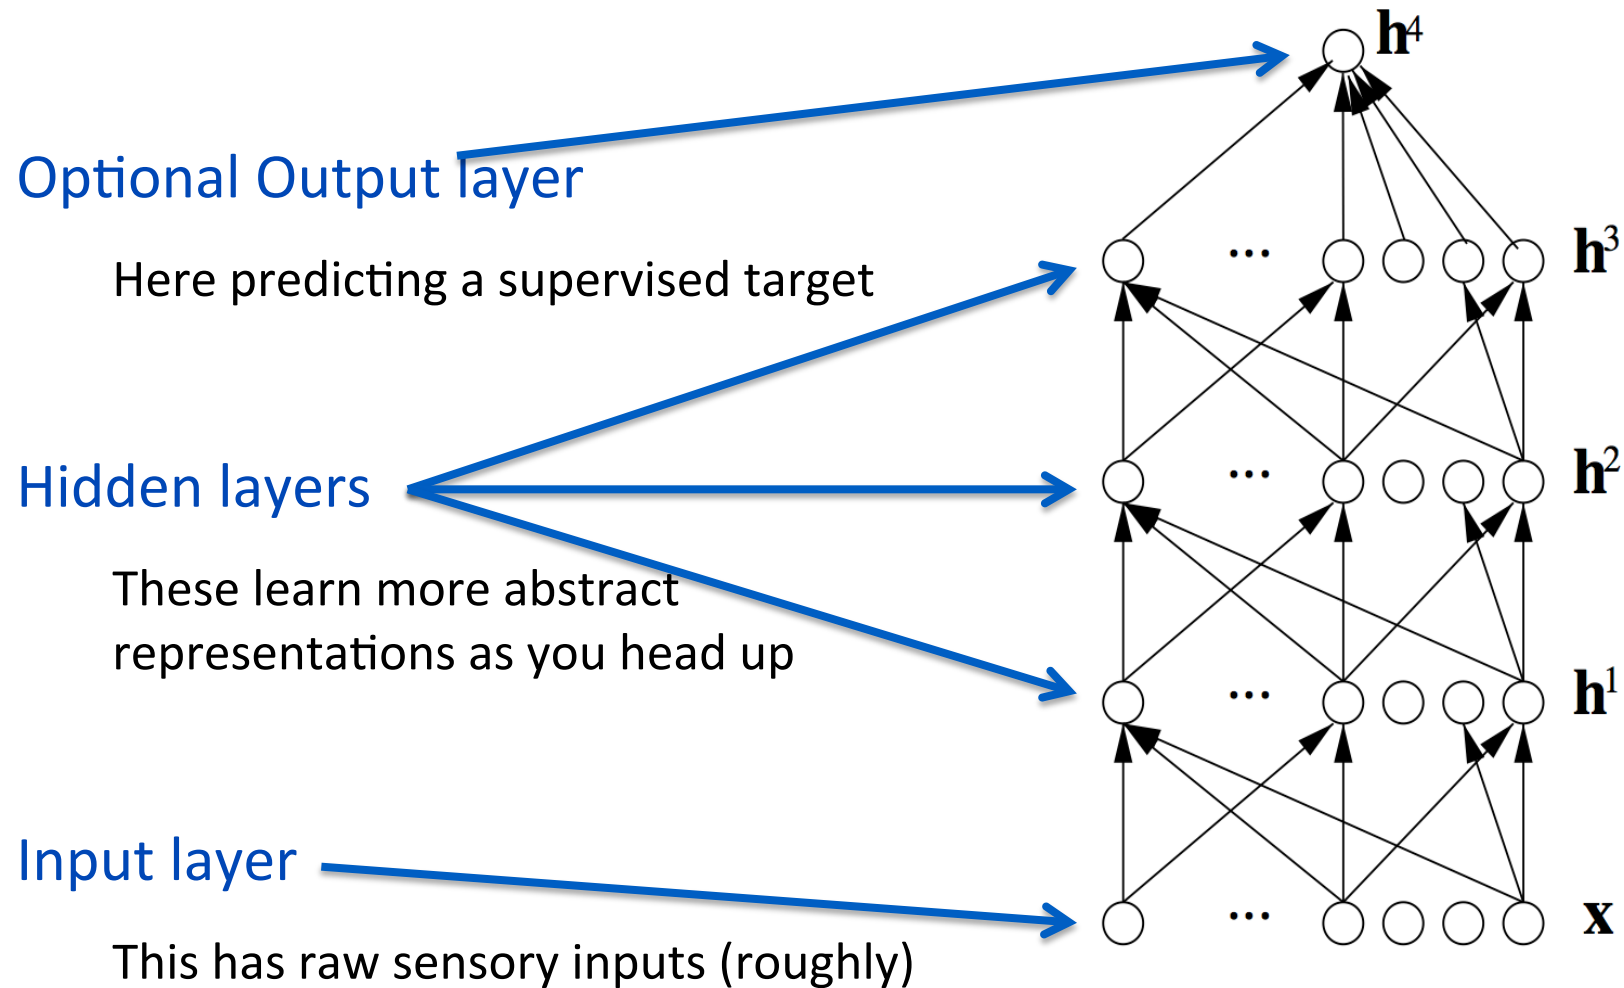 h⁴
Optional Output layer
Here predicting a supervised target
...
h³
Hidden layers
...
h²
These learn more abstract
representations as you head up
...
h¹
Input layer
...
x
This has raw sensory inputs (roughly)